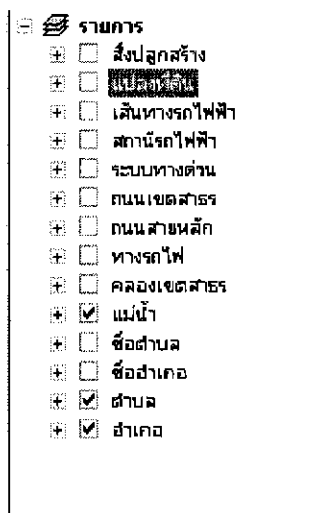 รายการ
สิ่งปลูกสร้าง
เส้นทางรถไฟฟ้า
สถานีรถไฟฟ้า
ระบบทางด่วน
ถนนเขตสาธร
ถนนสายหลัก
ทางรถไฟ
คลองเขตสาธร
แม่น้ำ
ชื่อตำบล
ชื่ออำเภอ
ตำบล
อำเภอ